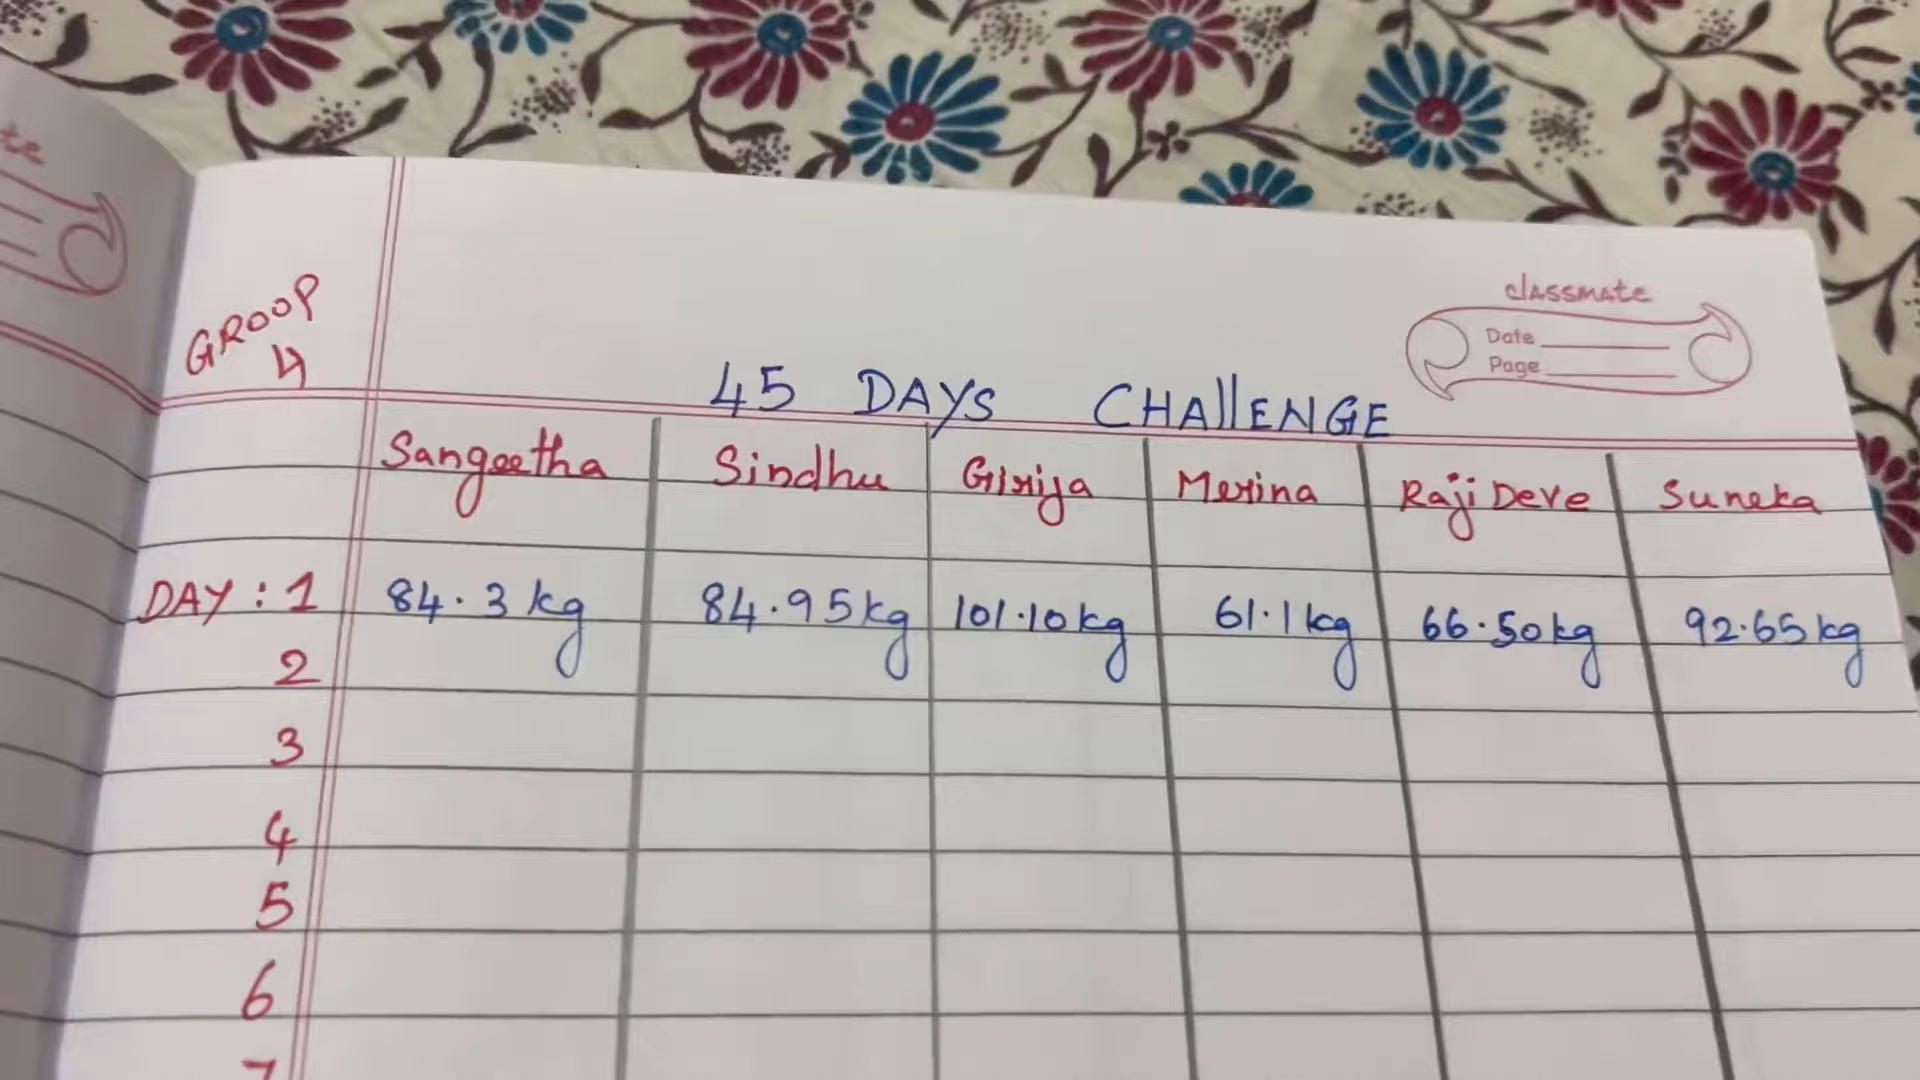 classmate
Date
Page
GROOP
4
45 DAYS CHAllENGE
Sangeetha Sindhu Girija Merina Raji Deve Suneka
DAY : 1 84.3 kg 84.95kg 101.10kg 61.1kg 66.50kg 92.65kg
2
3
4
5
6
7